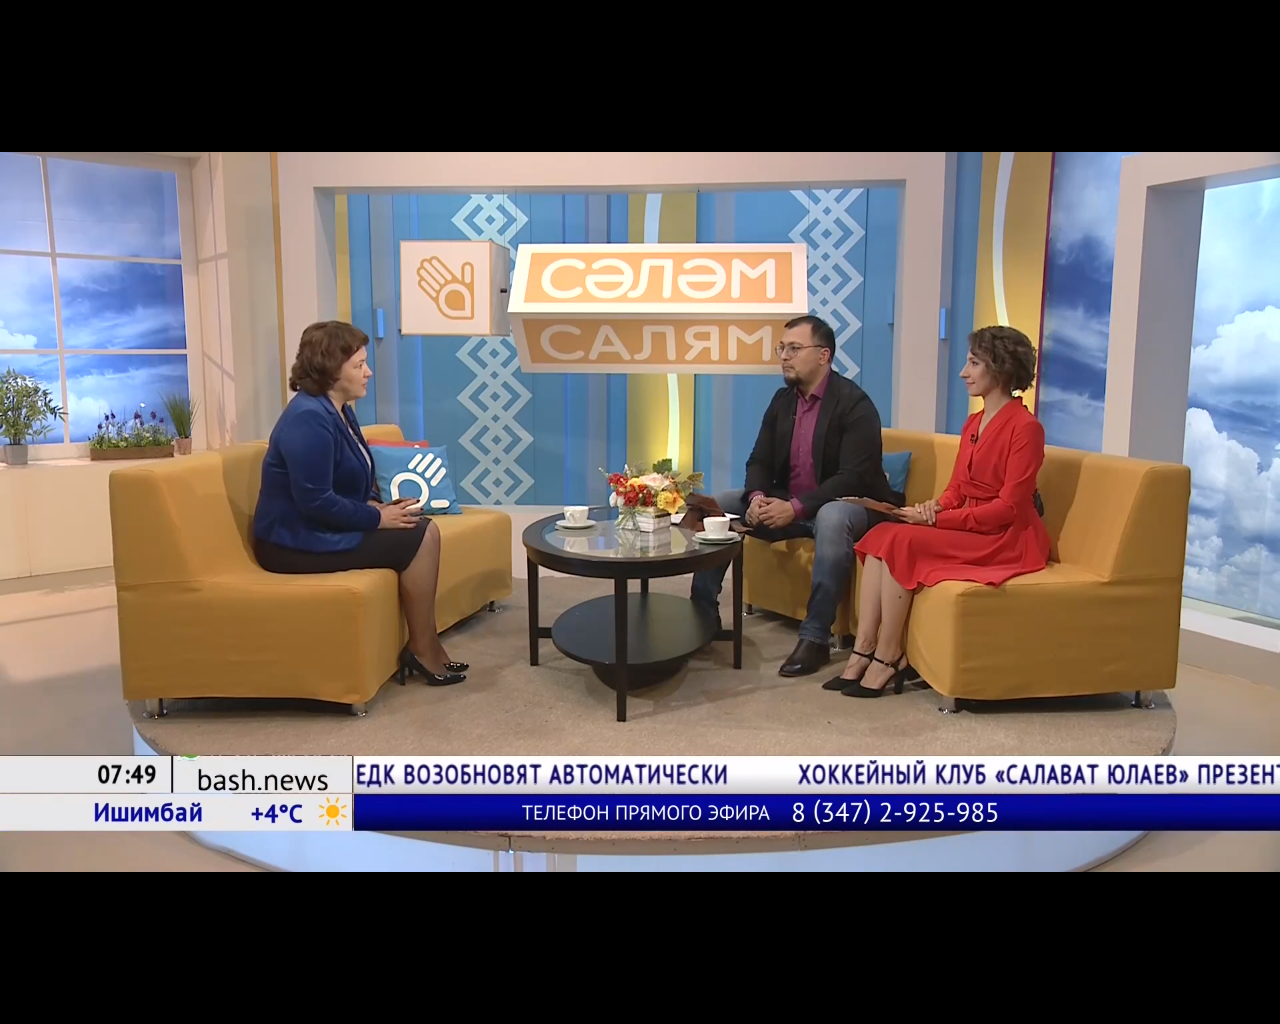 СӘЛӘМ
САЛЯМ
07:49
bash.news
ЕДК ВОЗОБНОВЯТ АВТОМАТИЧЕСКИ ХОККЕЙНЫЙ КЛУБ «САЛАВАТ ЮЛАЕВ» ПРЕЗЕНТ
Ишимбай +4°C
ТЕЛЕФОН ПРЯМОГО ЭФИРА 8 (347) 2-925-985